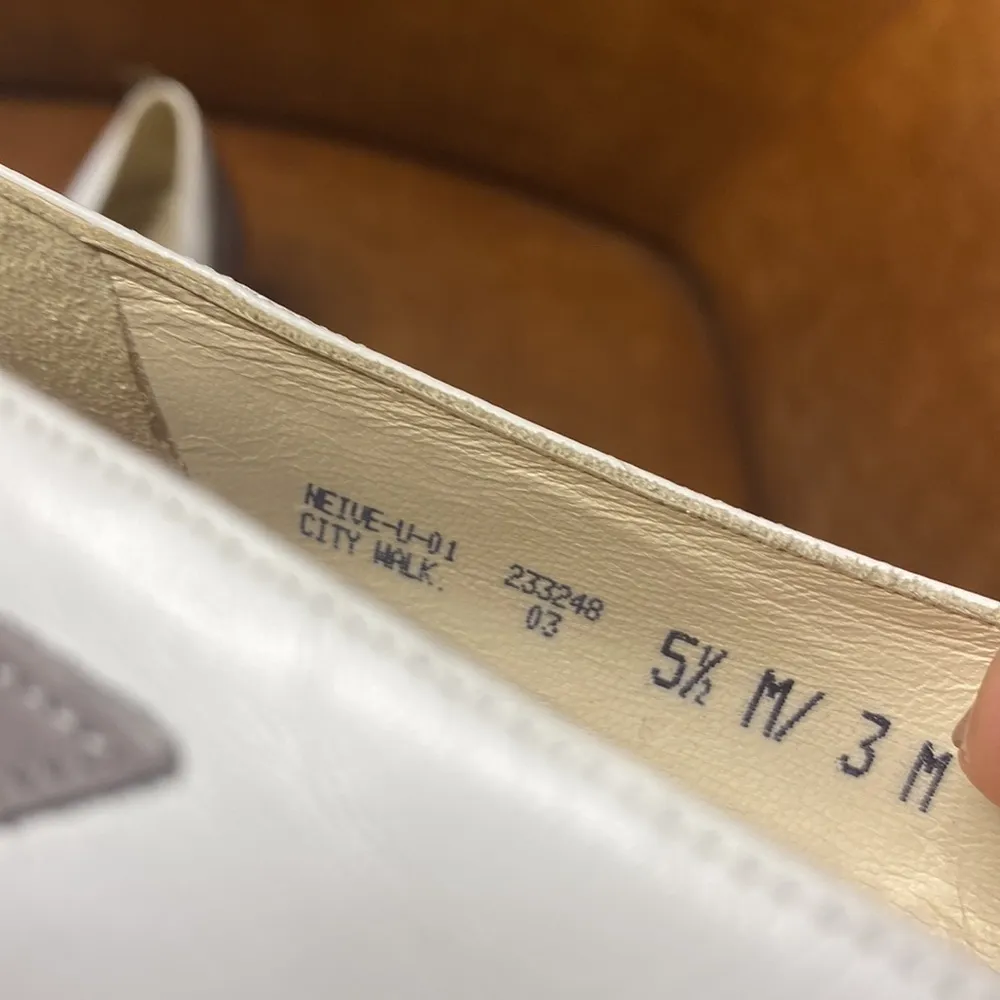 NEIVE-U-01
CITY WALK.
233248
03
5½ M/ 3 M